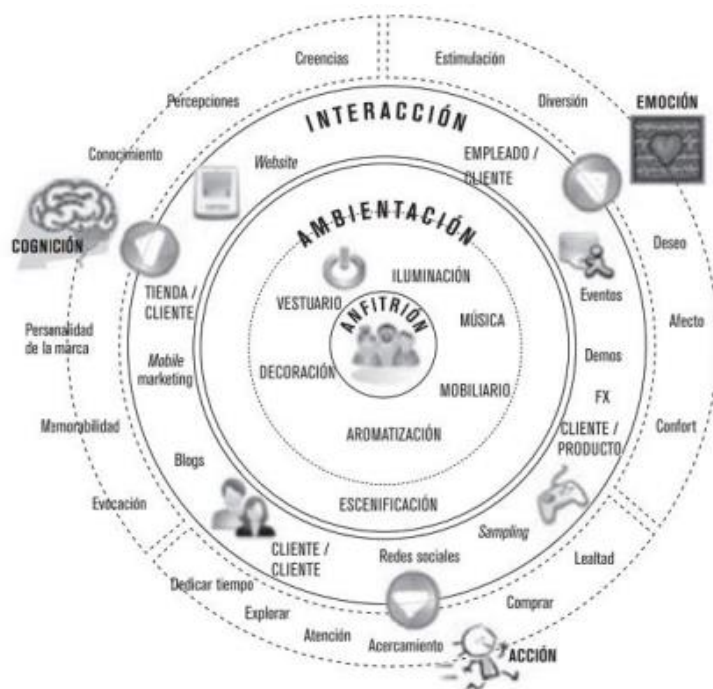 Creencias
Estimulación
Percepciones
Diversión
EMOCIÓN
INTERACCIÓN
Conocimiento
Website
EMPLEADO /
CLIENTE
AMBIENTACIÓN
COGNICIÓN
Deseo
ILUMINACIÓN
TIENDA /
CLIENTE
VESTUARIO
Eventos
ANFITRIÓN
MÚSICA
Afecto
Personalidad
de la marca
Mobile
marketing
DECORACIÓN
Demos
MOBILIARIO
FX
CLIENTE /
PRODUCTO
Confort
Memorabilidad
AROMATIZACIÓN
Blogs
Evocación
ESCENIFICACIÓN
Sampling
CLIENTE /
CLIENTE
Redes sociales
Lealtad
Dedicar tiempo
Explorar
Comprar
Atención
Acercamiento
ACCIÓN